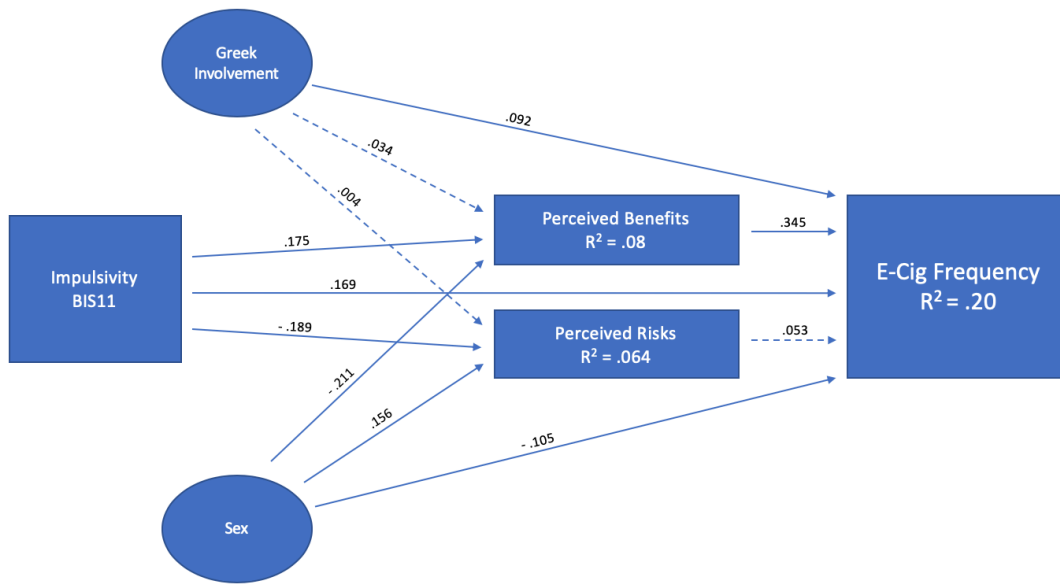 Greek
Involvement
.092
.034
.004
Perceived Benefits
R² = .08
.345
.175
Impulsivity
BIS11
.169
E-Cig Frequency
R² = .20
- .189
Perceived Risks
R² = .064
.053
- .211
.156
- .105
Sex